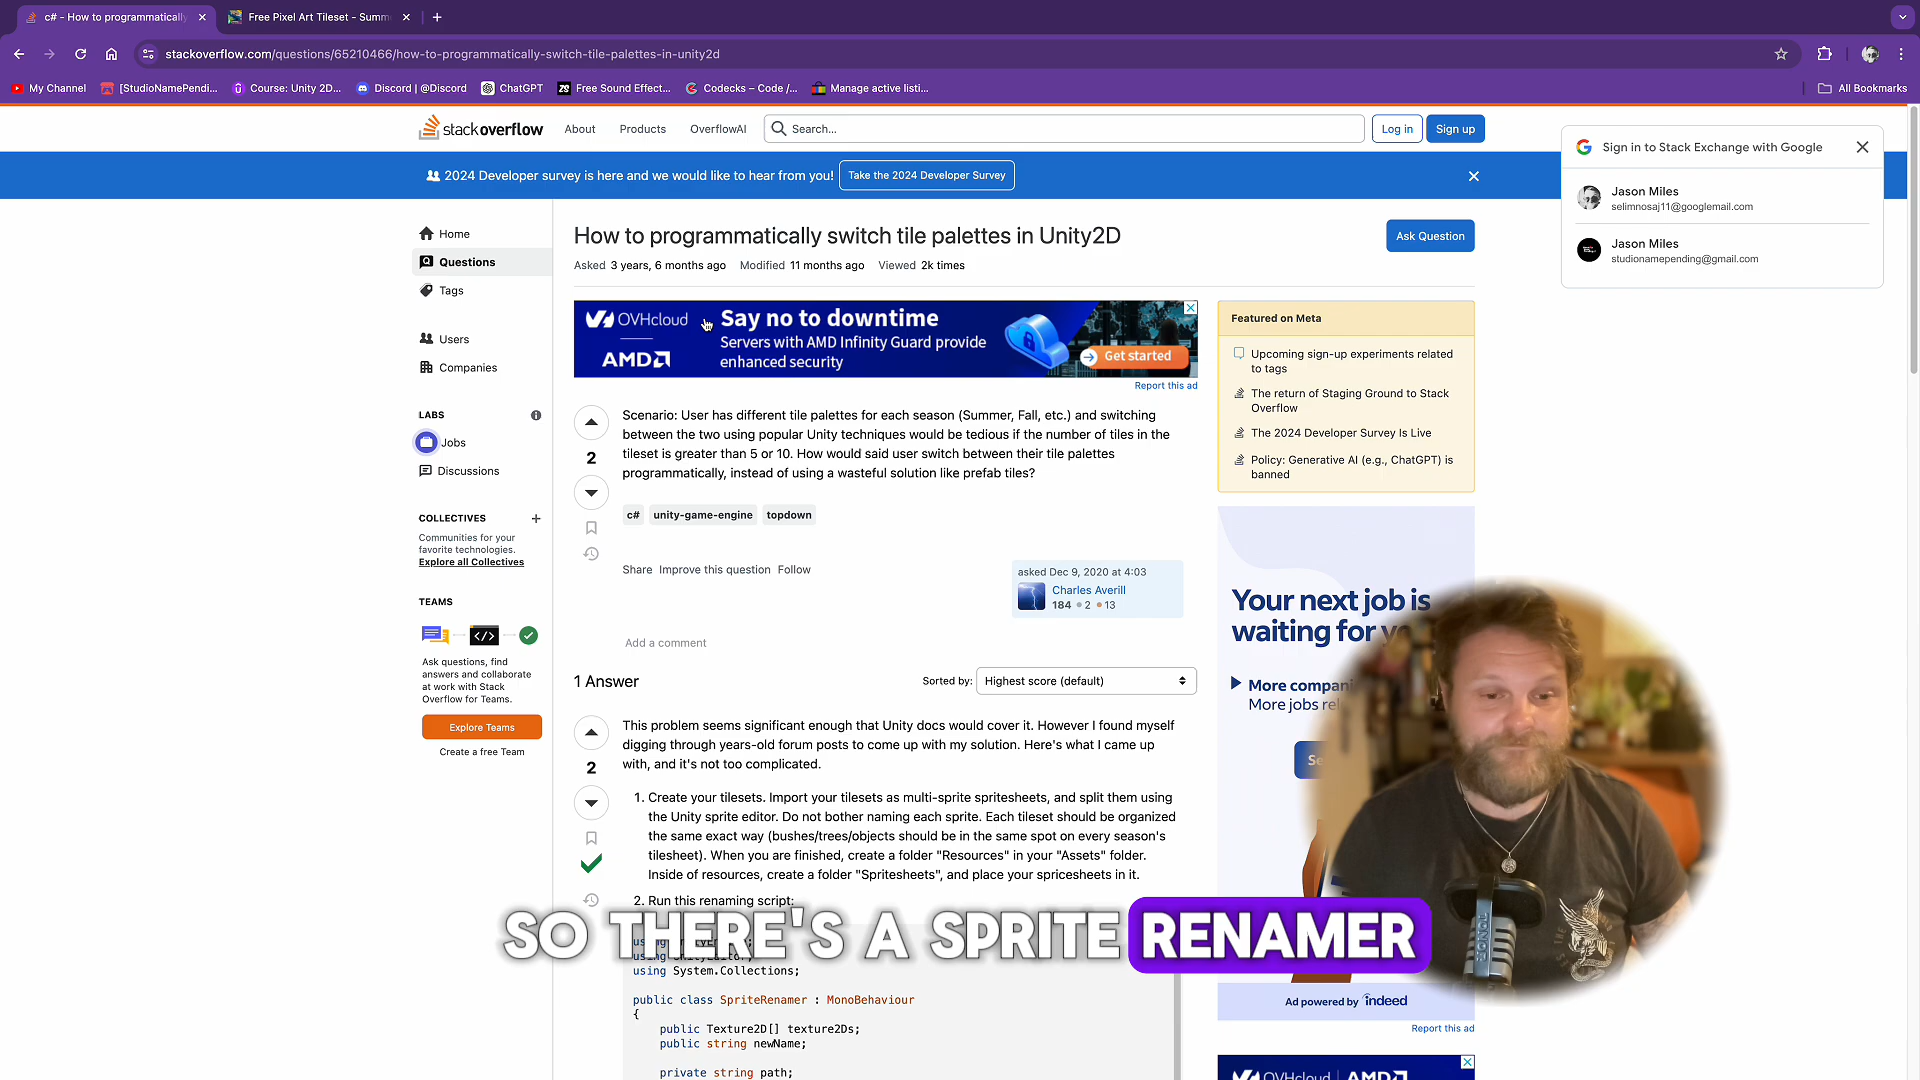 c# - How to programmatically
Free Pixel Art Tileset - Summ
stackoverflow.com/questions/65210466/how-to-programmatically-switch-tile-palettes-in-unity2d
My Channel
[StudioNamePendi...
Course: Unity 2D...
Discord | @Discord
ChatGPT
Free Sound Effect...
Codecks – Code /...
Manage active listi...
All Bookmarks
stackoverflow
About
Products
OverflowAI
Search...
Log in
Sign up
Sign in to Stack Exchange with Google
Jason Miles
selimnosaj11@googlemail.com
Jason Miles
studionamepending@gmail.com
2024 Developer survey is here and we would like to hear from you!
Take the 2024 Developer Survey
Home
Questions
Tags
Users
Companies
LABS
Jobs
Discussions
COLLECTIVES
Communities for your
favorite technologies.
Explore all Collectives
TEAMS
Ask questions, find
answers and collaborate
at work with Stack
Overflow for Teams.
Explore Teams
Create a free Team
How to programmatically switch tile palettes in Unity2D
Ask Question
Asked 3 years, 6 months ago Modified 11 months ago Viewed 2k times
OVHcloud
AMD
Say no to downtime
Servers with AMD Infinity Guard provide
enhanced security
Get started
Report this ad
2
Scenario: User has different tile palettes for each season (Summer, Fall, etc.) and switching
between the two using popular Unity techniques would be tedious if the number of tiles in the
tileset is greater than 5 or 10. How would said user switch between their tile palettes
programmatically, instead of using a wasteful solution like prefab tiles?
c# unity-game-engine topdown
Share Improve this question Follow
asked Dec 9, 2020 at 4:03
Charles Averill
184 2 13
Add a comment
1 Answer
Sorted by:
Highest score (default)
2
This problem seems significant enough that Unity docs would cover it. However I found myself
digging through years-old forum posts to come up with my solution. Here's what I came up
with, and it's not too complicated.
1. Create your tilesets. Import your tilesets as multi-sprite spritesheets, and split them using
the Unity sprite editor. Do not bother naming each sprite. Each tileset should be organized
the same exact way (bushes/trees/objects should be in the same spot on every season's
tilesheet). When you are finished, create a folder "Resources" in your "Assets" folder.
Inside of resources, create a folder "Spritesheets", and place your spricesheets in it.
2. Run this renaming script:
using System.Collections;
public class SpriteRenamer : MonoBehaviour
{
public Texture2D[] texture2Ds;
public string newName;
private string path;
SO THERE'S A SPRITE RENAMER
Featured on Meta
Upcoming sign-up experiments related
to tags
The return of Staging Ground to Stack
Overflow
The 2024 Developer Survey Is Live
Policy: Generative AI (e.g., ChatGPT) is
banned
Your next job is
waiting for
More
More jobs
Ad powered by indeed
Report this ad
OVHcloud
AMD